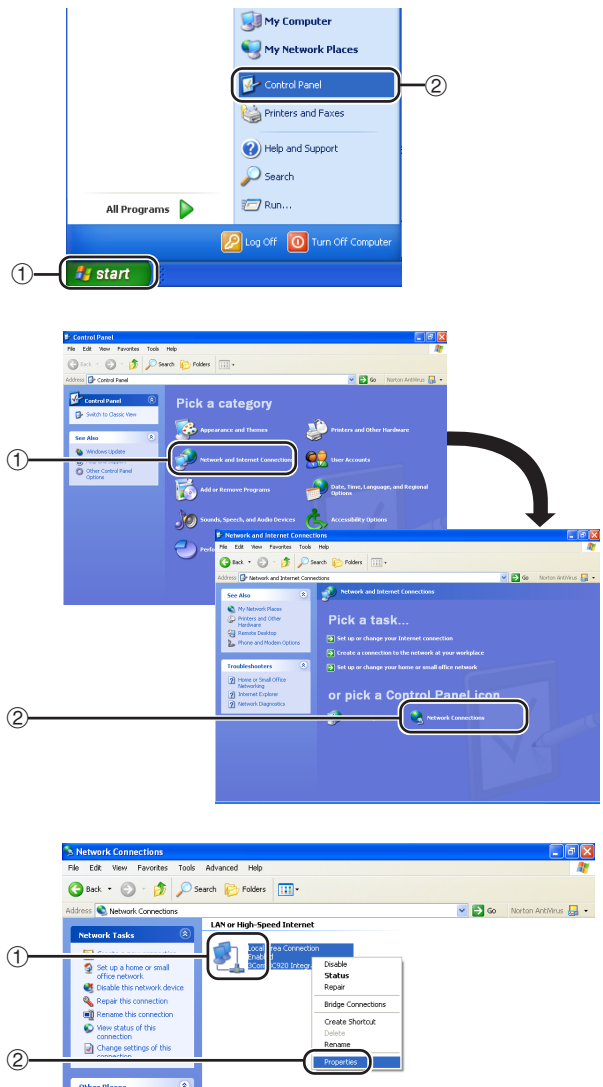 My Computer
My Network Places
Control Panel
②
Printers and Faxes
Help and Support
Search
All Programs
Run...
Log Off
Turn Off Computer
①
start
Control Panel
File Edit View Favorites Tools Help
Back
Search
Folders
Address
Control Panel
Go
Norton AntiVirus
Control Panel
Switch to Classic View
See Also
Windows Update
Help and Support
Other Control Panel
Options
Pick a category
Appearance and Themes
Printers and Other Hardware
①
Network and Internet Connections
User Accounts
Add or Remove Programs
Date, Time, Language, and Regional
Options
Sounds, Speech, and Audio Devices
Accessibility Options
Perfo
Network and Internet Connections
File Edit View Favorites Tools Help
Back
Search
Folders
Address
Network and Internet Connections
Go
Norton AntiVirus
See Also
My Network Places
Printers and Other
Hardware
Remote Desktop
Phone and Modem Options
Troubleshooters
Home or Small Office
Networking
Internet Explorer
Network Diagnostics
Network and Internet Connections
Pick a task...
Set up or change your Internet connection
Create a connection to the network at your workplace
Set up or change your home or small office network
or pick a Control Panel icon
②
Network Connections
Network Connections
File Edit View Favorites Tools Advanced Help
Back
Search
Folders
Address
Network Connections
Go
Norton AntiVirus
Network Tasks
Set up a home or small
office network
Disable this network device
Repair this connection
Rename this connection
View status of this
connection
Change settings of this
connection
Other Places
LAN or High-Speed Internet
①
Local Area Connection
Enabled
3Com 3C920 Integr
Disable
Status
Repair
Bridge Connections
Create Shortcut
Delete
Rename
②
Properties